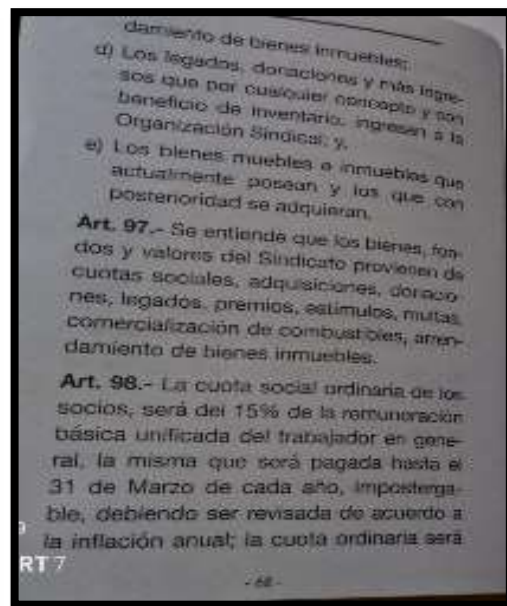 damiento de bienes inmuebles;
d) Los legados, donaciones y más ingre-
sos que por cualquier concepto y con
beneficio de inventario, ingresen a la
Organización Sindical; y,
e) Los bienes muebles e inmuebles que
actualmente posean y los que con
posterioridad se adquieran.
Art. 97.- Se entiende que los bienes, fon-
dos y valores del Sindicato provienen de
cuotas sociales, adquisiciones, donacio-
nes, legados, premios, estímulos, multas,
comercialización de combustibles, arren-
damiento de bienes inmuebles.
Art. 98.- La cuota social ordinaria de los
socios, será del 15% de la remuneración
básica unificada del trabajador en gene-
ral, la misma que será pagada hasta el
31 de Marzo de cada año, imposterga-
ble, debiendo ser revisada de acuerdo a
la inflación anual; la cuota ordinaria será
- 68 -
9
RT 7